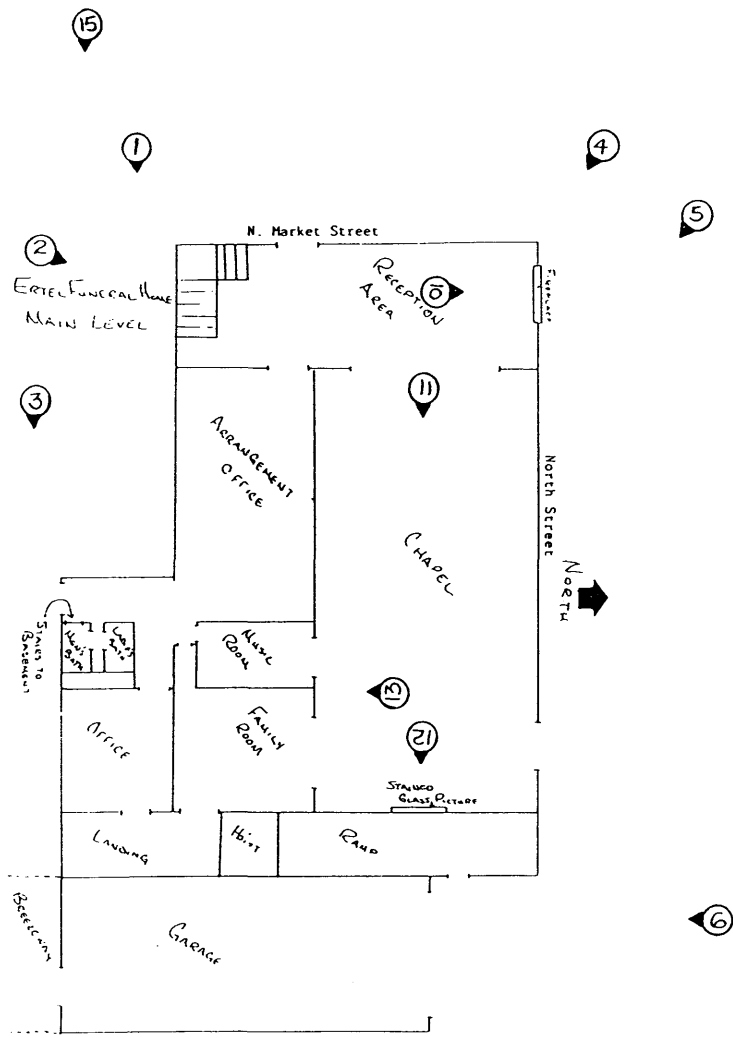 15
1
4
5
N. Market Street
2
Ertel Funeral Home
Main Level
Reception
Area
10
Fireplace
3
11
Arrangement
Office
North Street
Chapel
North
Stairs to
Basement
Men's
Bath
Ladies
Bath
Music
Room
13
Family
Room
Office
12
Stained
Glass Picture
Landing
Hoist
Ramp
Breezeway
Garage
6